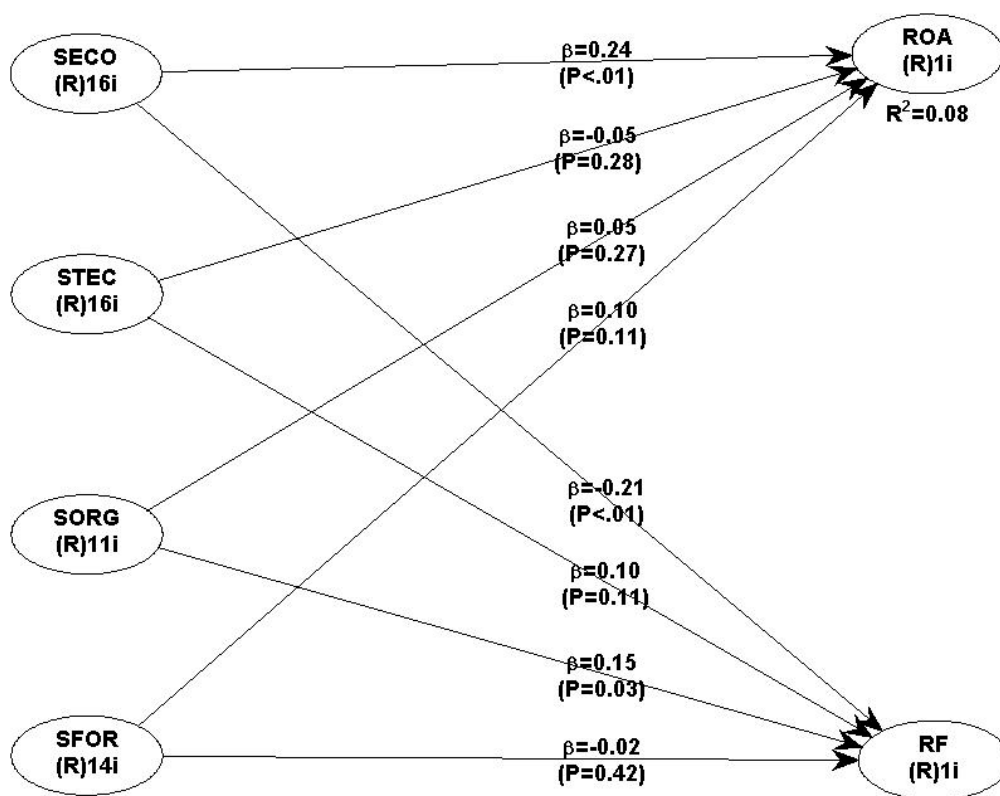 SECO
(R)16i
β=0.24
(P<.01)
ROA
(R)1i
R²=0.08
β=-0.05
(P=0.28)
β=0.05
(P=0.27)
STEC
(R)16i
β=0.10
(P=0.11)
β=-0.21
(P<.01)
SORG
(R)11i
β=0.10
(P=0.11)
β=0.15
(P=0.03)
SFOR
(R)14i
β=-0.02
(P=0.42)
RF
(R)1i